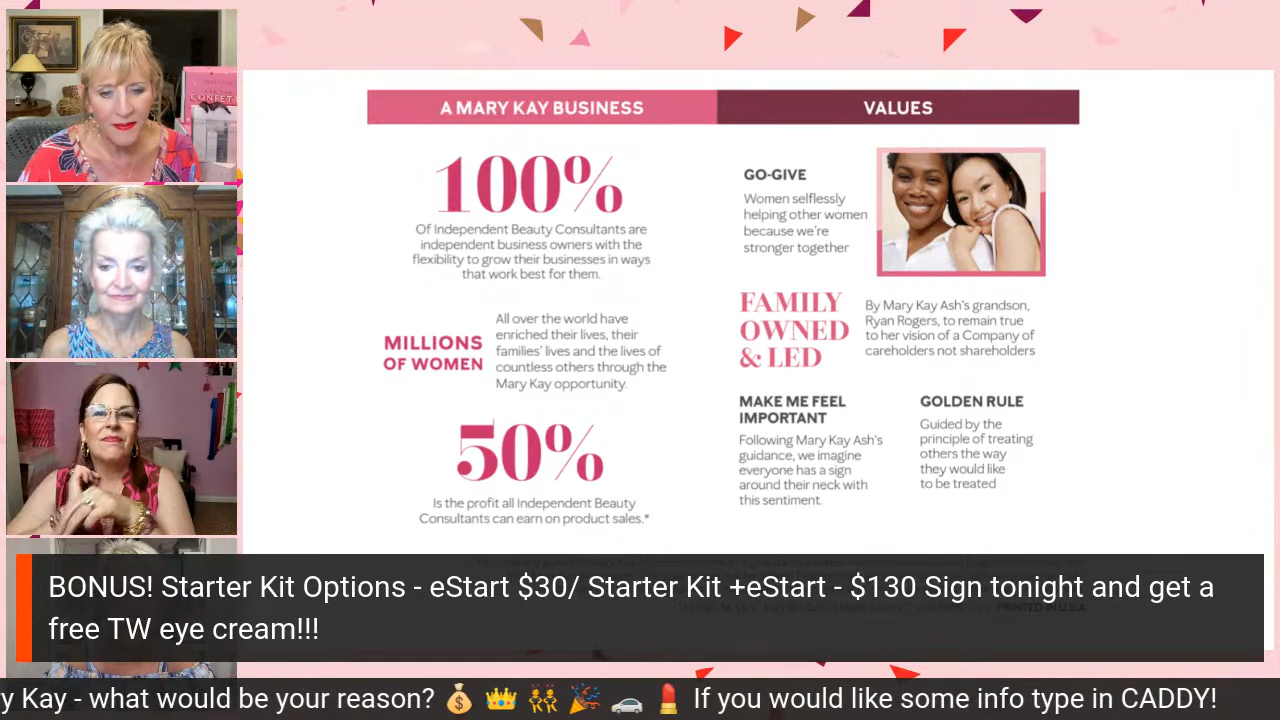 CONFET
A MARY KAY BUSINESS
100%
Of Independent Beauty Consultants are
independent business owners with the
flexibility to grow their businesses in ways
that work best for them.
MILLIONS
OF WOMEN
All over the world have
enriched their lives, their
families' lives and the lives of
countless others through the
Mary Kay opportunity.
50%
Is the profit all Independent Beauty
Consultants can earn on product sales.*
VALUES
GO-GIVE
Women selflessly
helping other women
because we're
stronger together
FAMILY
OWNED
& LED
By Mary Kay Ash's grandson,
Ryan Rogers, to remain true
to her vision of a Company of
careholders not shareholders
MAKE ME FEEL
IMPORTANT
Following Mary Kay Ash's
guidance, we imagine
everyone has a sign
around their neck with
this sentiment.
GOLDEN RULE
Guided by the
principle of treating
others the way
they would like
to be treated
PRINTED IN U.S.A.
BONUS! Starter Kit Options - eStart $30/ Starter Kit +eStart - $130 Sign tonight and get a
free TW eye cream!!!
y Kay - what would be your reason? 💰 👑 👯 🎉 🚗 💄 If you would like some info type in CADDY!